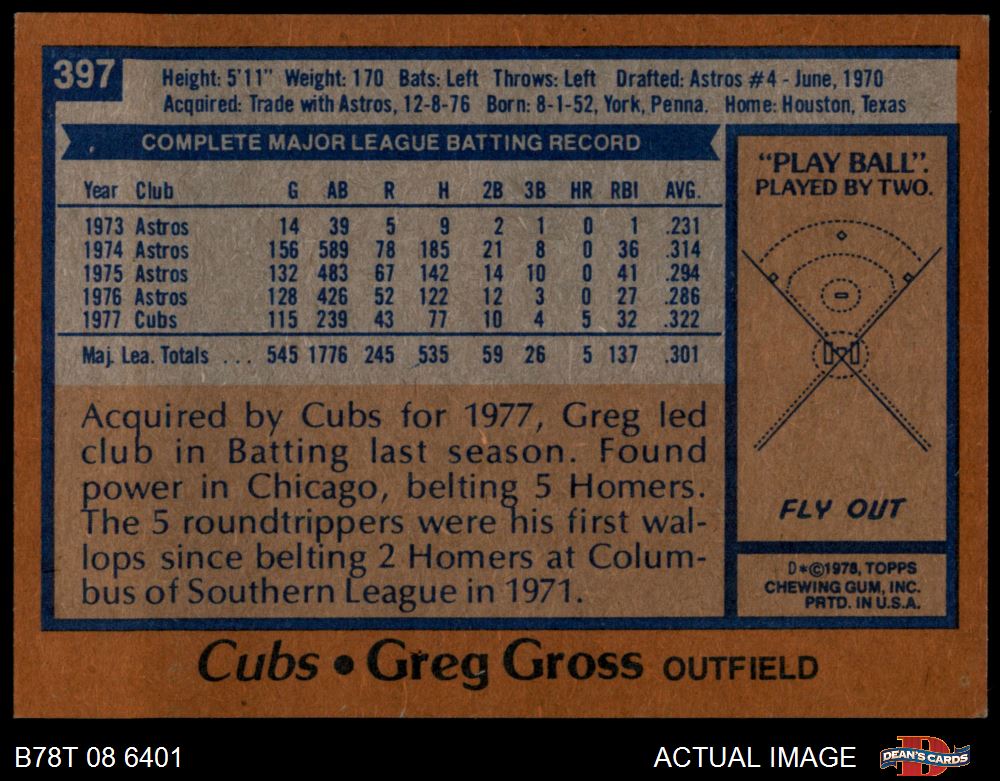 397
Height: 5'11" Weight: 170 Bats: Left Throws: Left Drafted: Astros #4 - June, 1970
Acquired: Trade with Astros, 12-8-76 Born: 8-1-52, York, Penna. Home: Houston, Texas
COMPLETE MAJOR LEAGUE BATTING RECORD
Year Club G AB R H 2B 3B HR RBI AVG.
1973 Astros 14 39 5 9 2 1 0 1 .231
1974 Astros 156 589 78 185 21 8 0 36 .314
1975 Astros 132 483 67 142 14 10 0 41 .294
1976 Astros 128 426 52 122 12 3 0 27 .286
1977 Cubs 115 239 43 77 10 4 5 32 .322
Maj. Lea. Totals ... 545 1776 245 535 59 26 5 137 .301
Acquired by Cubs for 1977, Greg led
club in Batting last season. Found
power in Chicago, belting 5 Homers.
The 5 roundtrippers were his first wal-
lops since belting 2 Homers at Colum-
bus of Southern League in 1971.
"PLAY BALL".
PLAYED BY TWO.
FLY OUT
D*©1978, TOPPS
CHEWING GUM, INC.
PRTD. IN U.S.A.
Cubs • Greg Gross OUTFIELD
B78T 08 6401
ACTUAL IMAGE
DEAN'S CARDS